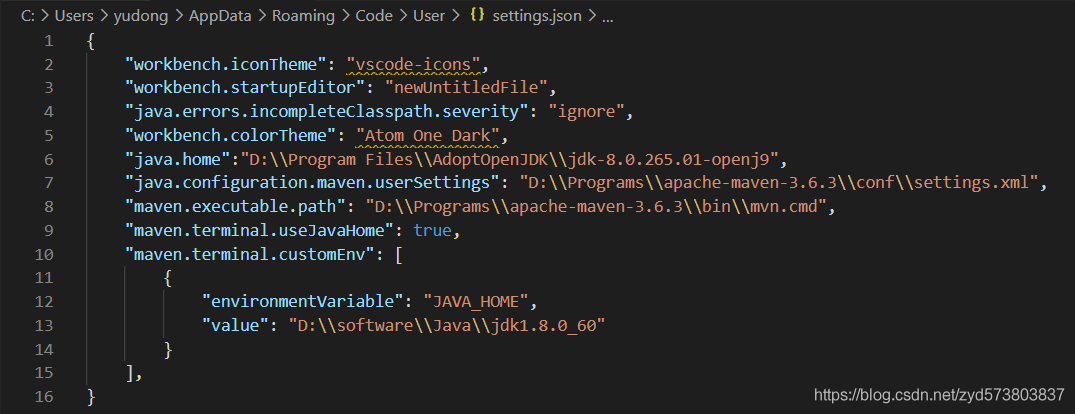 C: > Users > yudong > AppData > Roaming > Code > User > {} settings.json > ...
1 {
2 "workbench.iconTheme": "vscode-icons",
3 "workbench.startupEditor": "newUntitledFile",
4 "java.errors.incompleteClasspath.severity": "ignore",
5 "workbench.colorTheme": "Atom One Dark",
6 "java.home":"D:\\Program Files\\AdoptOpenJDK\\jdk-8.0.265.01-openj9",
7 "java.configuration.maven.userSettings": "D:\\Programs\\apache-maven-3.6.3\\conf\\settings.xml",
8 "maven.executable.path": "D:\\Programs\\apache-maven-3.6.3\\bin\\mvn.cmd",
9 "maven.terminal.useJavaHome": true,
10 "maven.terminal.customEnv": [
11 {
12 "environmentVariable": "JAVA_HOME",
13 "value": "D:\\software\\Java\\jdk1.8.0_60"
14 }
15 ],
16 }
https://blog.csdn.net/zyd573803837